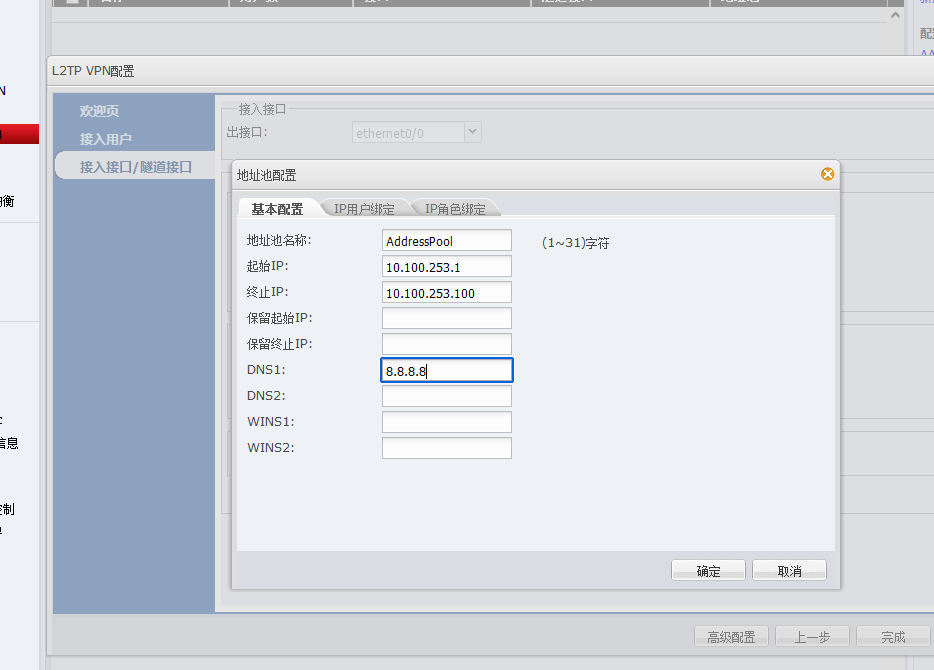 L2TP VPN配置
欢迎页
接入用户
接入接口/隧道接口
接入接口
出接口:
ethernet0/0
地址池配置
基本配置
IP用户绑定
IP角色绑定
地址池名称:
AddressPool
(1~31)字符
起始IP:
10.100.253.1
终止IP:
10.100.253.100
保留起始IP:
保留终止IP:
DNS1:
8.8.8.8
DNS2:
WINS1:
WINS2:
确定
取消
高级配置
上一步
完成
N
衡
信息
制
配